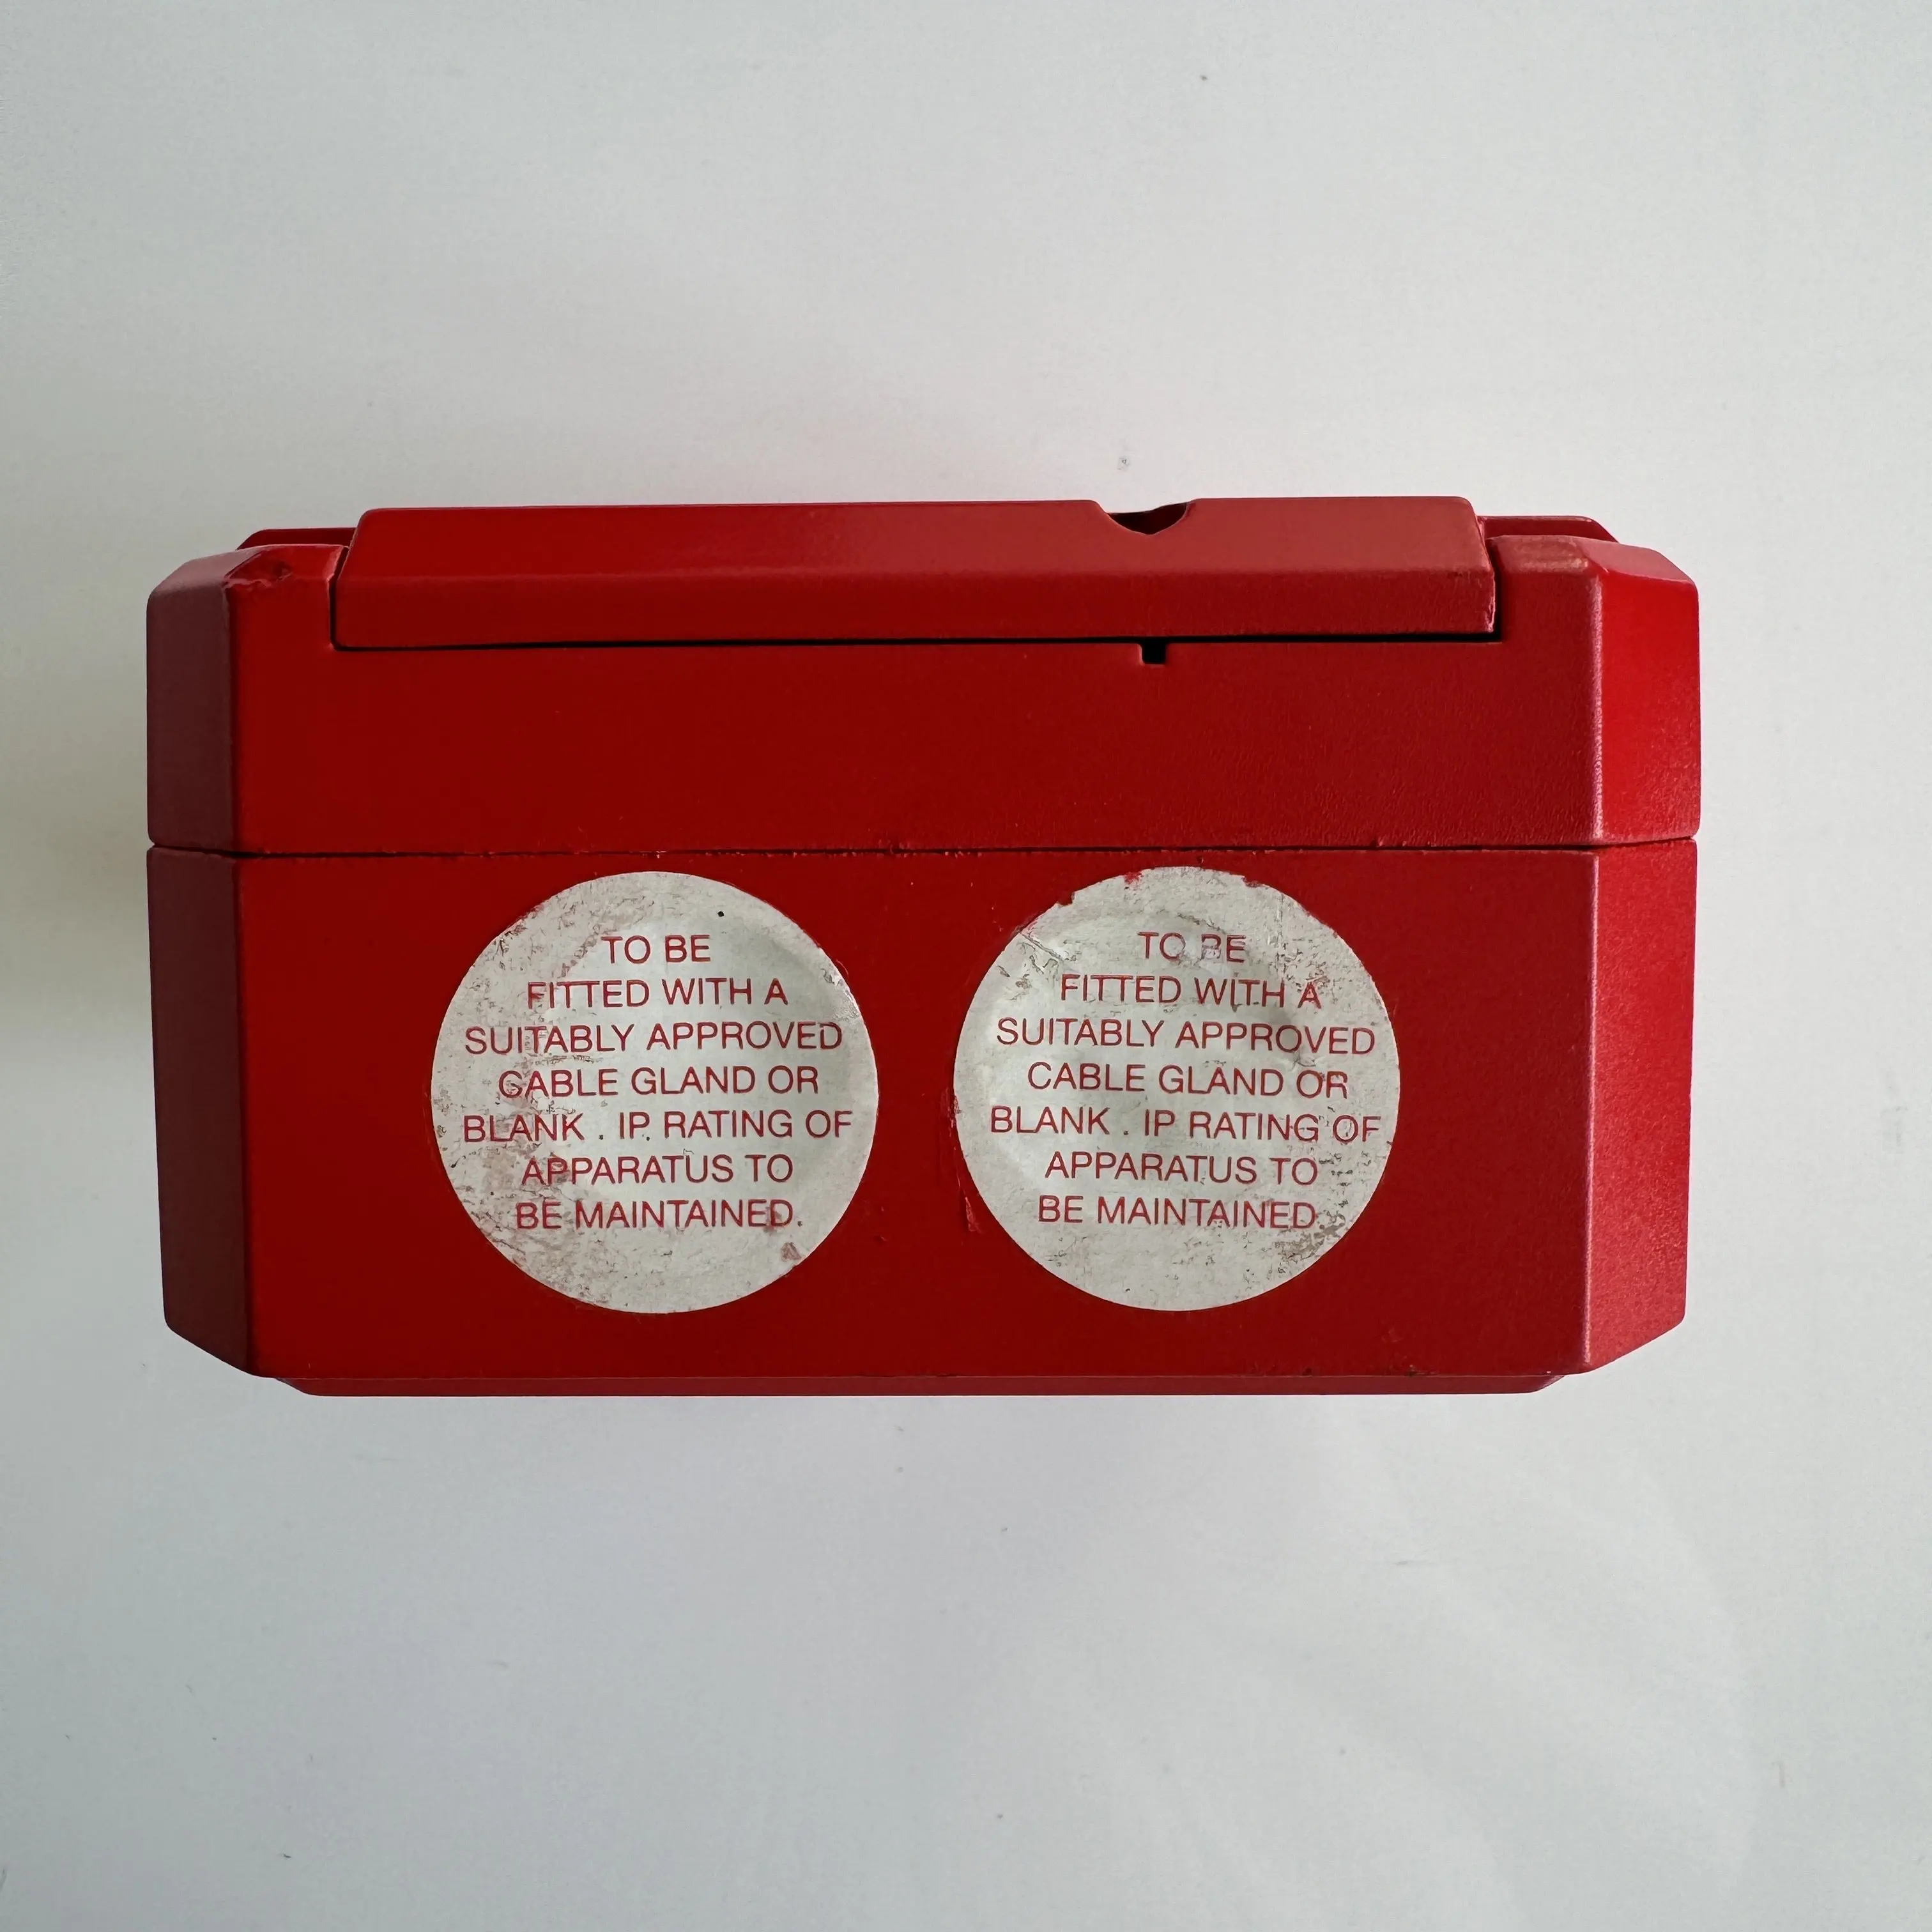 TO BE
FITTED WITH A
SUITABLY APPROVED
CABLE GLAND OR
BLANK . IP RATING OF
APPARATUS TO
BE MAINTAINED.
TO BE
FITTED WITH A
SUITABLY APPROVED
CABLE GLAND OR
BLANK . IP RATING OF
APPARATUS TO
BE MAINTAINED.